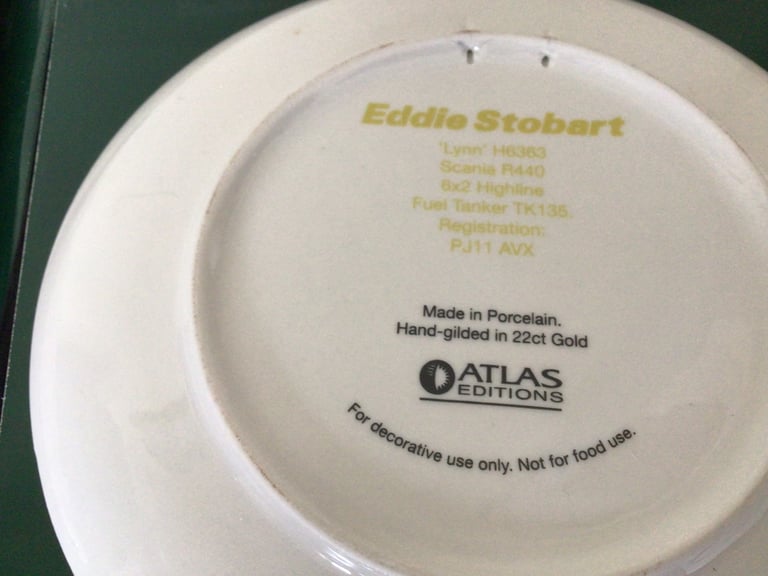 Eddie Stobart
'Lynn' H6363
Scania R440
6x2 Highline
Fuel Tanker TK135.
Registration:
PJ11 AVX
Made in Porcelain.
Hand-gilded in 22ct Gold
ATLAS
EDITIONS
For decorative use only. Not for food use.